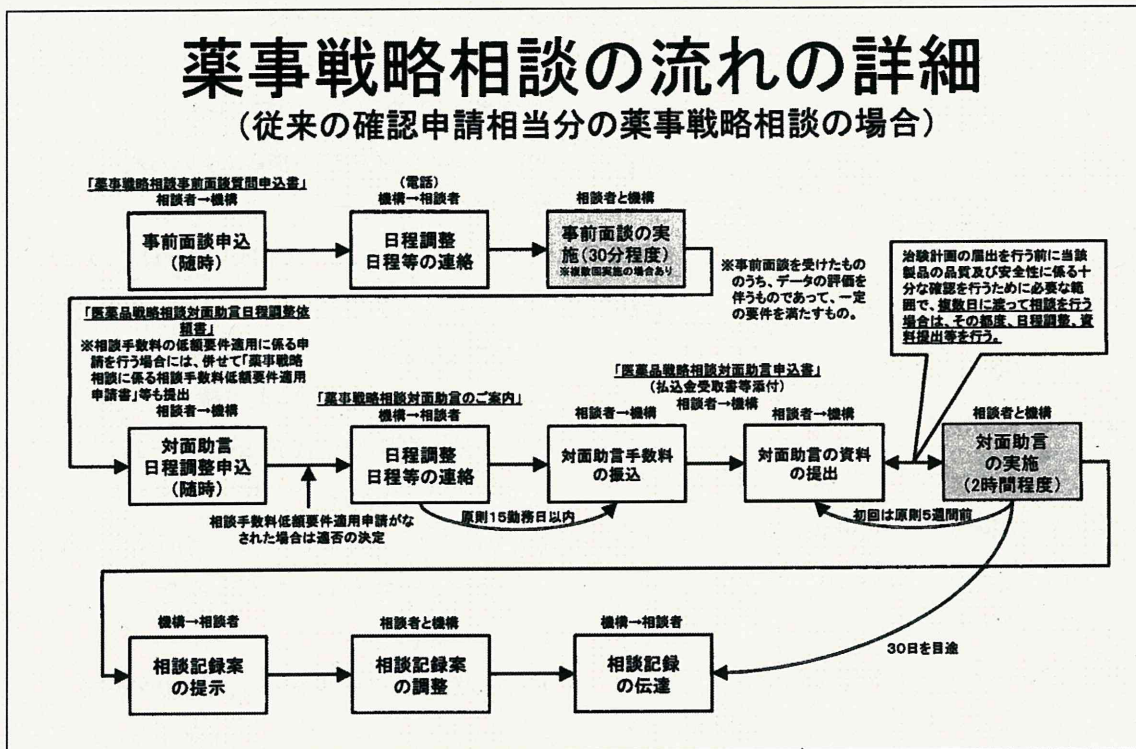 薬事戦略相談の流れの詳細
(従来の確認申請相当分の薬事戦略相談の場合)
「薬事戦略相談事前面談質問申込書」
相談者→機構
事前面談申込
(随時)
(電話)
機構→相談者
日程調整
日程等の連絡
相談者と機構
事前面談の実
施(30分程度)
※複数回実施の場合あり
※事前面談を受けたもの
のうち、データの評価を
伴うものであって、一定
の要件を満たすもの。
治験計画の届出を行う前に当該
製品の品質及び安全性に係る十
分な確認を行うために必要な範
囲で、複数日に渡って相談を行う
場合は、その都度、日程調整、資
料提出等を行う。
「医薬品戦略相談対面助言日程調整依
頼書」
※相談手数料の低額要件適用に係る申
請を行う場合には、併せて「薬事戦略
相談に係る相談手数料低額要件適用
申請書」等も提出
相談者→機構
対面助言
日程調整申込
(随時)
相談手数料低額要件適用申請がな
された場合は適否の決定
「薬事戦略相談対面助言のご案内」
機構→相談者
日程調整
日程等の連絡
原則15勤務日以内
「医薬品戦略相談対面助言申込書」
(払込金受取書等添付)
相談者→機構
相談者→機構
対面助言手数料
の振込
相談者→機構
対面助言の資料
の提出
初回は原則5週間前
相談者と機構
対面助言
の実施
(2時間程度)
機構→相談者
相談記録案
の提示
相談者と機構
相談記録案
の調整
機構→相談者
相談記録
の伝達
30日を目途